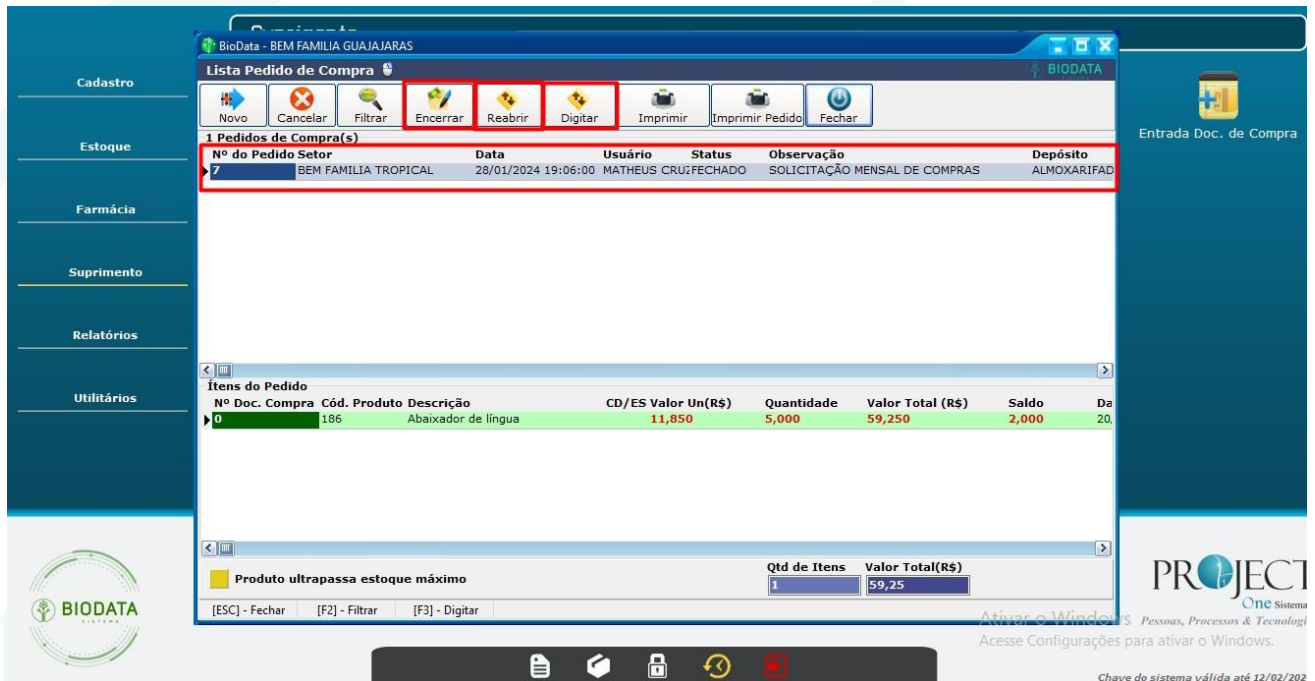 BioData - BEM FAMILIA GUAJAJARAS
Lista Pedido de Compra
BIODATA
Novo Cancelar Filtrar Encerrar Reabrir Digitar Imprimir Imprimir Pedido Fechar
1 Pedidos de Compra(s)
Nº do Pedido Setor Data Usuário Status Observação Depósito
7 BEM FAMILIA TROPICAL 28/01/2024 19:06:00 MATHEUS CRUZ FECHADO SOLICITAÇÃO MENSAL DE COMPRAS ALMOXARIFAD
Cadastro
Estoque
Farmácia
Suprimento
Relatórios
Utilitários
Entrada Doc. de Compra
Ítens do Pedido
Nº Doc. Compra Cód. Produto Descrição CD/ES Valor Un(R$) Quantidade Valor Total (R$) Saldo Da
0 186 Abaixador de língua 11,850 5,000 59,250 2,000 20,
Produto ultrapassa estoque máximo
Qtd de Itens Valor Total(R$)
1 59,25
[ESC] - Fechar [F2] - Filtrar [F3] - Digitar
BIODATA
SISTEMA
PROJECT
One Sistema
Pessoas, Processos & Tecnologi
Ativar o Windows
Acesse Configurações para ativar o Windows.
Chave do sistema válida até 12/02/202